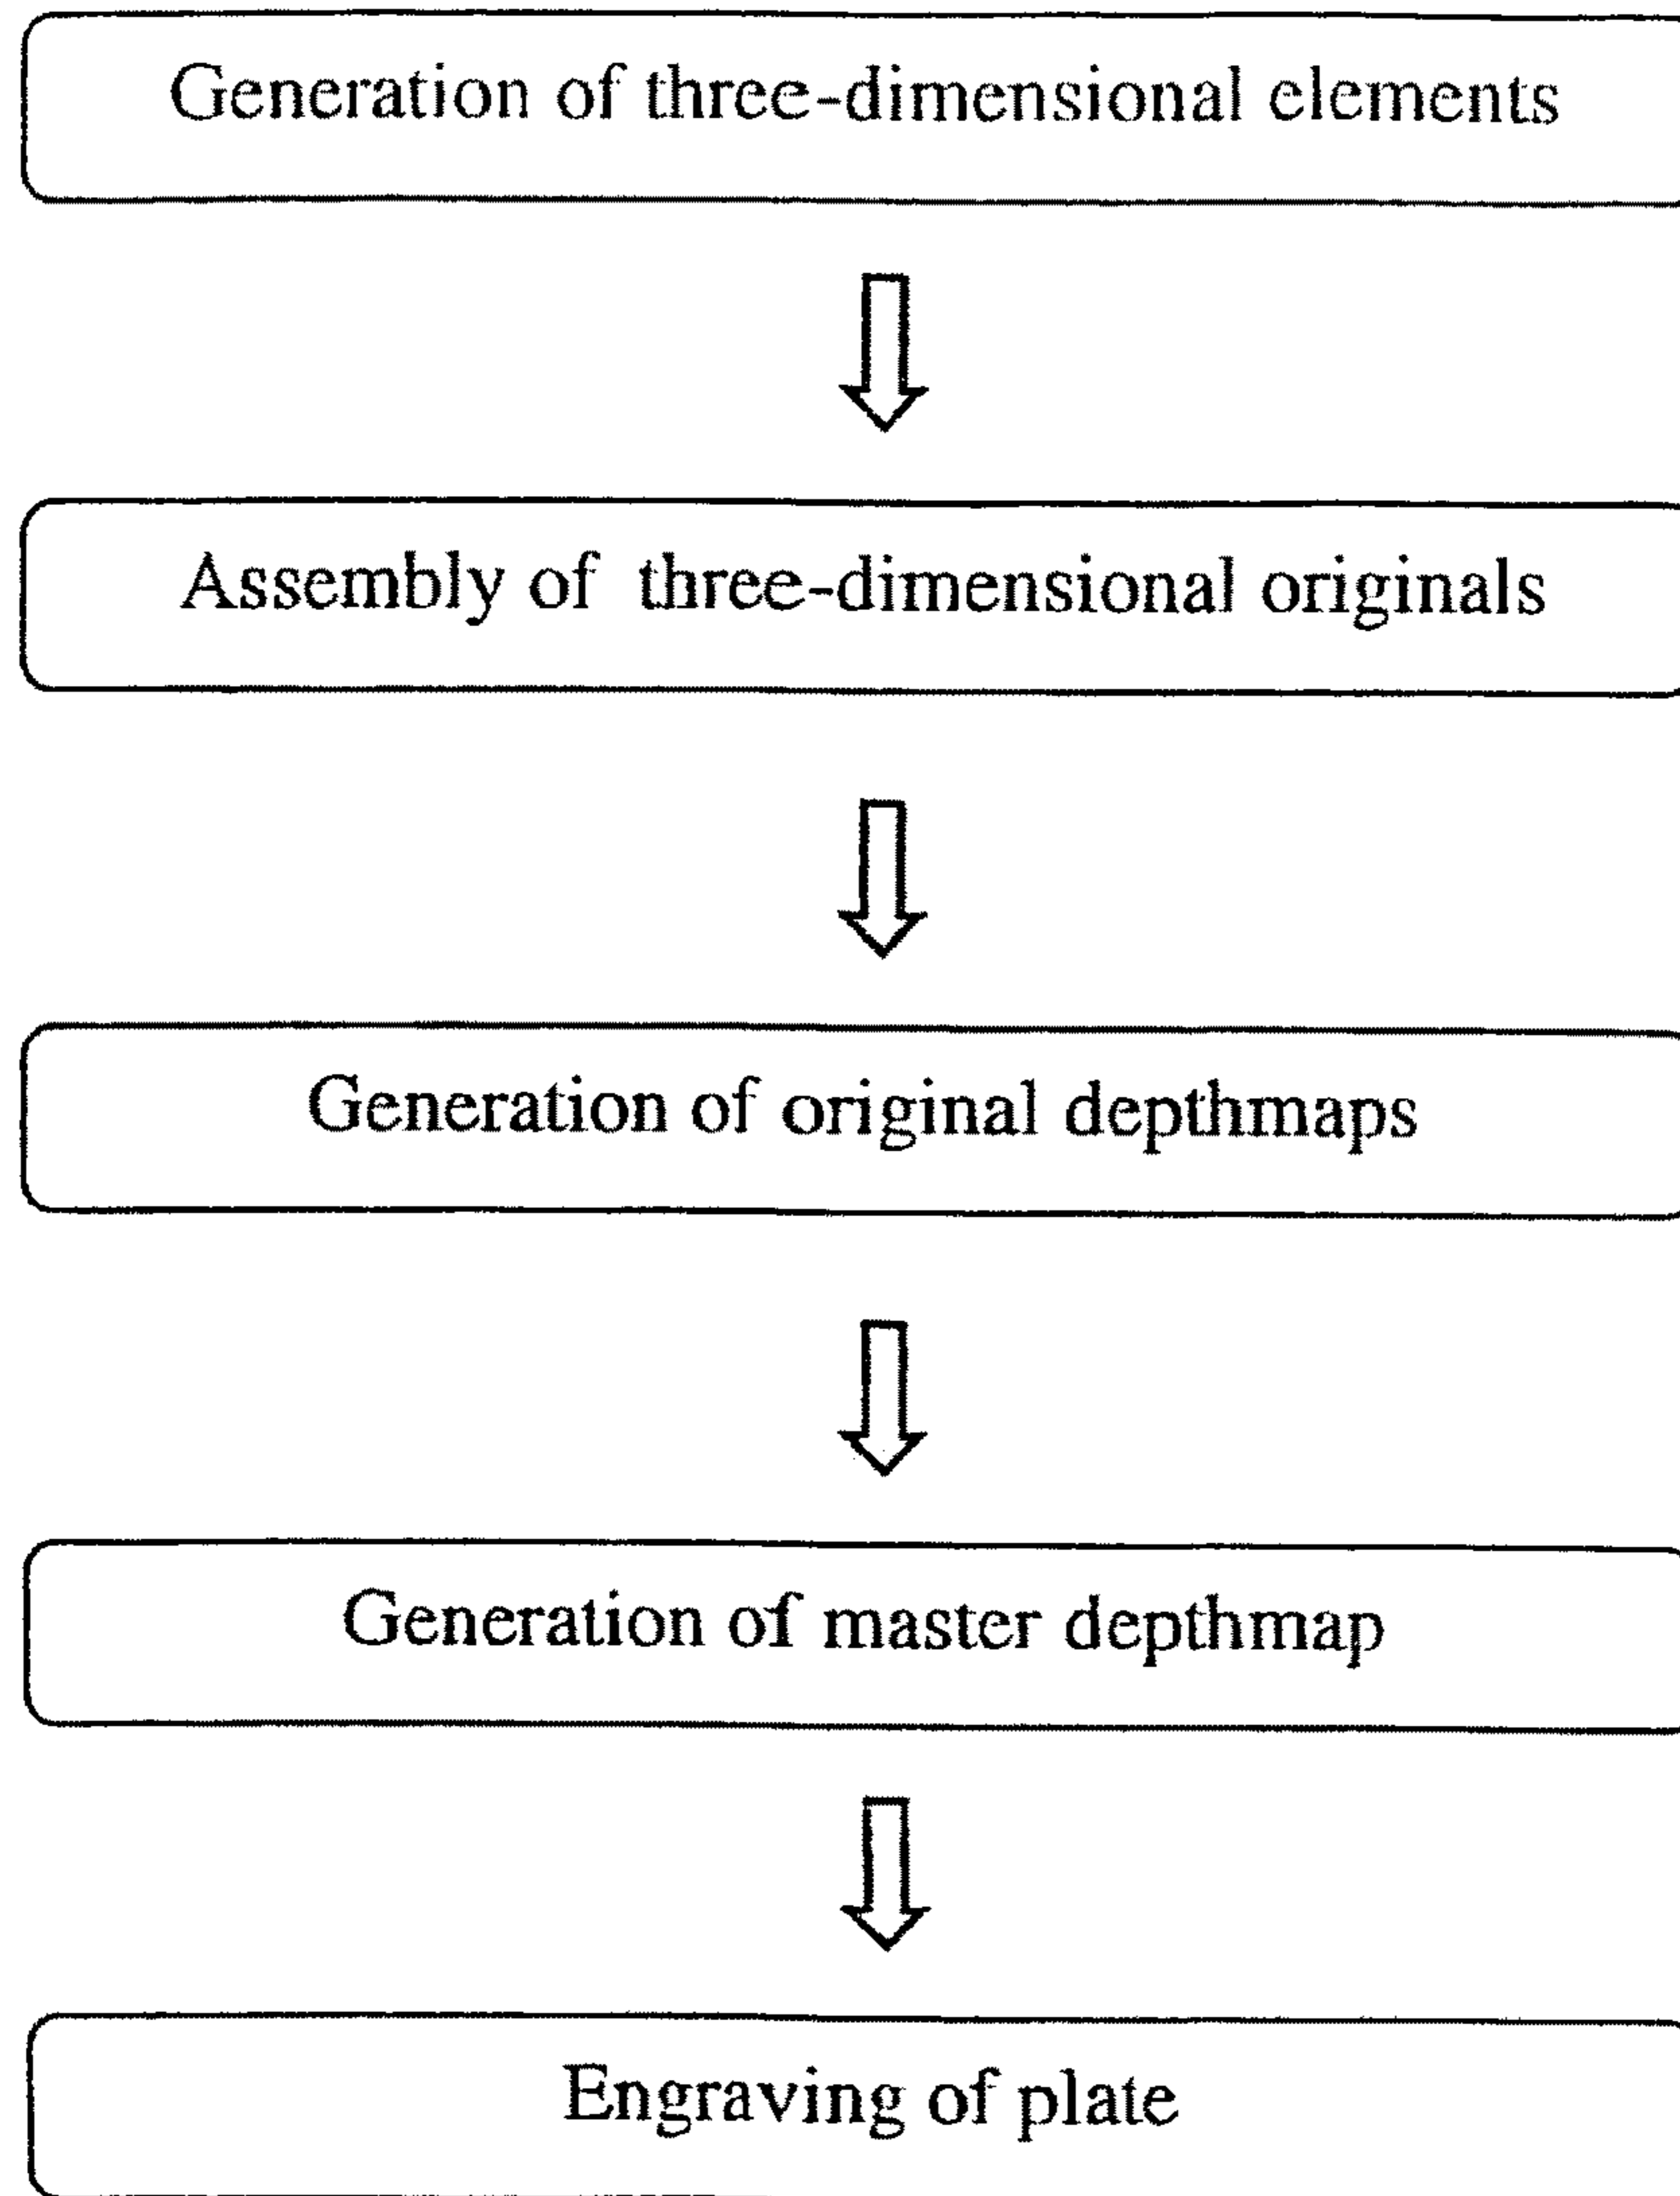 Generation of three-dimensional elements
Assembly of three-dimensional originals
Generation of original depthmaps
Generation of master depthmap
Engraving of plate